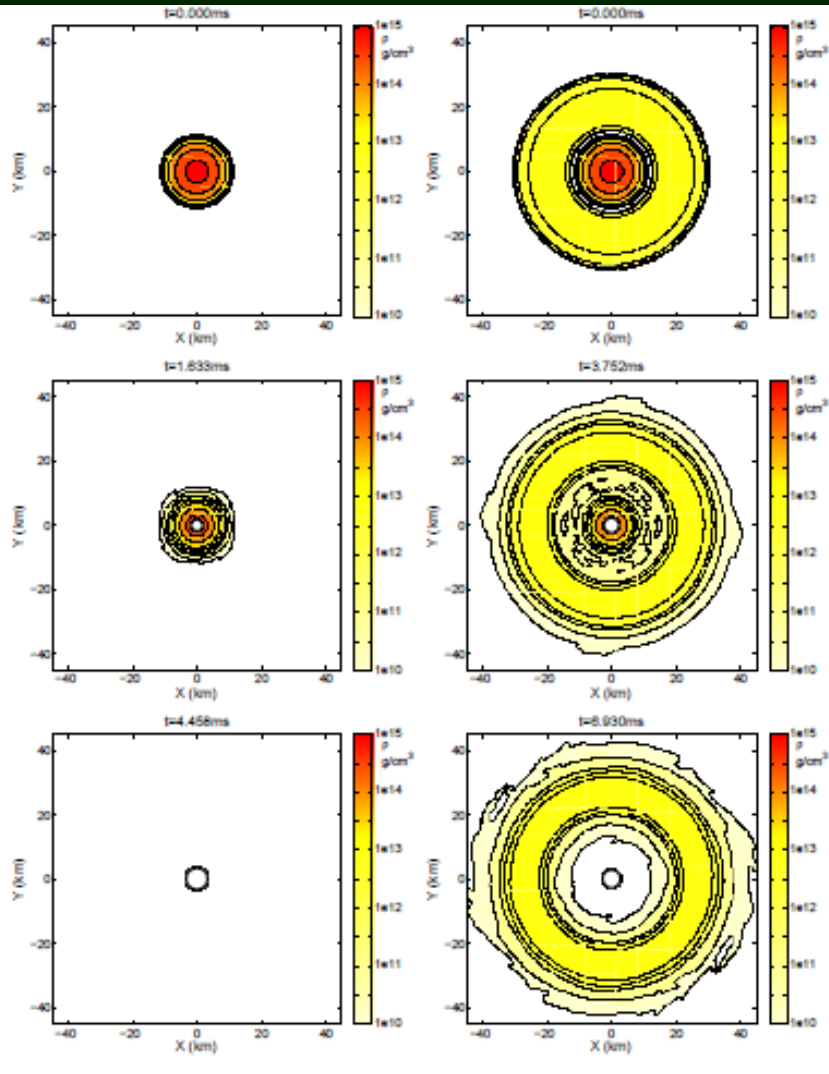 t=0.000ms
t=0.000ms
40
20
0
−20
−40
Y (km)
−40 −20 0 20 40
X (km)
1e15
ρ
g/cm³
1e14
1e13
1e12
1e11
1e10
40
20
0
−20
−40
Y (km)
−40 −20 0 20 40
X (km)
1e15
ρ
g/cm³
1e14
1e13
1e12
1e11
1e10
t=1.633ms
t=3.752ms
40
20
0
−20
−40
Y (km)
−40 −20 0 20 40
X (km)
1e15
ρ
g/cm³
1e14
1e13
1e12
1e11
1e10
40
20
0
−20
−40
Y (km)
−40 −20 0 20 40
X (km)
1e15
ρ
g/cm³
1e14
1e13
1e12
1e11
1e10
t=4.458ms
t=6.930ms
40
20
0
−20
−40
Y (km)
−40 −20 0 20 40
X (km)
1e15
ρ
g/cm³
1e14
1e13
1e12
1e11
1e10
40
20
0
−20
−40
Y (km)
−40 −20 0 20 40
X (km)
1e15
ρ
g/cm³
1e14
1e13
1e12
1e11
1e10